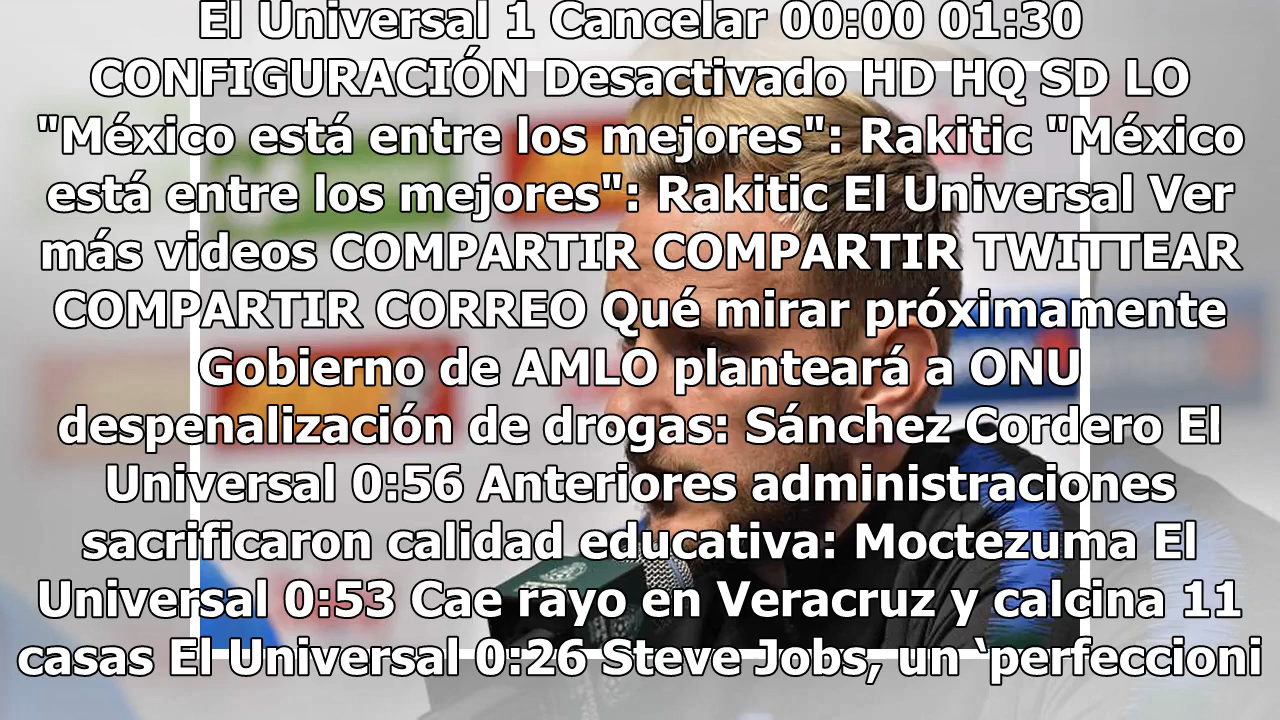 El Universal 1 Cancelar 00:00 01:30
CONFIGURACIÓN Desactivado HD HQ SD LO
"México está entre los mejores": Rakitic "México
está entre los mejores": Rakitic El Universal Ver
más videos COMPARTIR COMPARTIR TWITTEAR
COMPARTIR CORREO Qué mirar próximamente
Gobierno de AMLO planteará a ONU
despenalización de drogas: Sánchez Cordero El
Universal 0:56 Anteriores administraciones
sacrificaron calidad educativa: Moctezuma El
Universal 0:53 Cae rayo en Veracruz y calcina 11
casas El Universal 0:26 Steve Jobs, un ‘perfeccioni